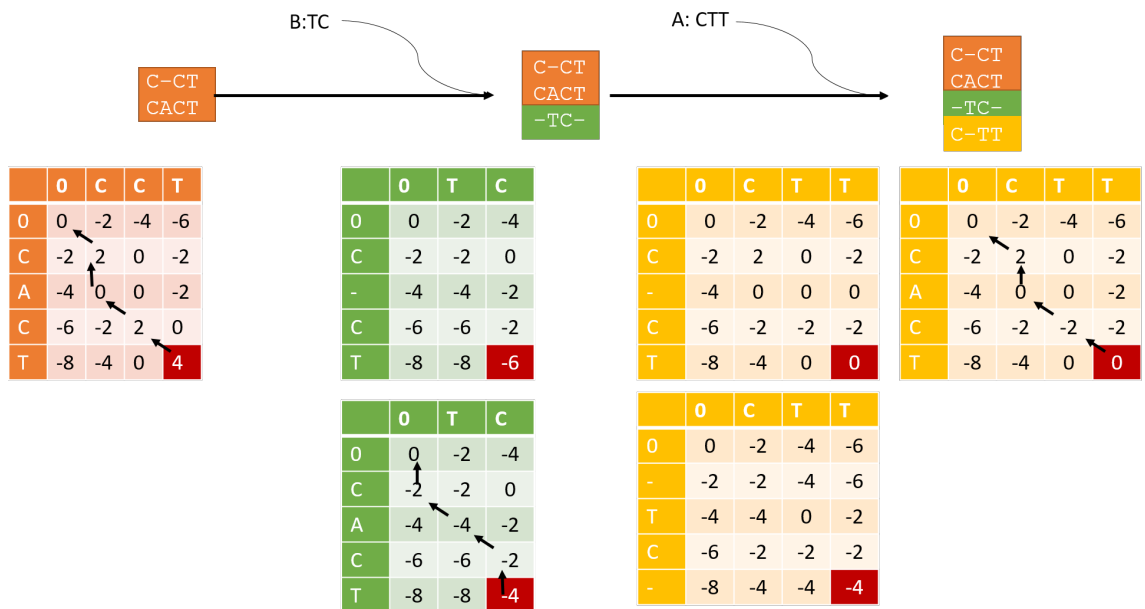 B:TC
A: CTT
C-CT
CACT
C-CT
CACT
-TC-
C-CT
CACT
-TC-
C-TT
0 C C T
0 0 -2 -4 -6
C -2 2 0 -2
A -4 0 0 -2
C -6 -2 2 0
T -8 -4 0 4
0 T C
0 0 -2 -4
C -2 -2 0
- -4 -4 -2
C -6 -6 -2
T -8 -8 -6
0 C T T
0 0 -2 -4 -6
C -2 2 0 -2
- -4 0 0 0
C -6 -2 -2 -2
T -8 -4 0 0
0 C T T
0 0 -2 -4 -6
C -2 2 0 -2
A -4 0 0 -2
C -6 -2 -2 -2
T -8 -4 0 0
0 T C
0 0 -2 -4
C -2 -2 0
A -4 -4 -2
C -6 -6 -2
T -8 -8 -4
0 C T T
0 0 -2 -4 -6
- -2 -2 -4 -6
T -4 -4 0 -2
C -6 -2 -2 -2
- -8 -4 -4 -4